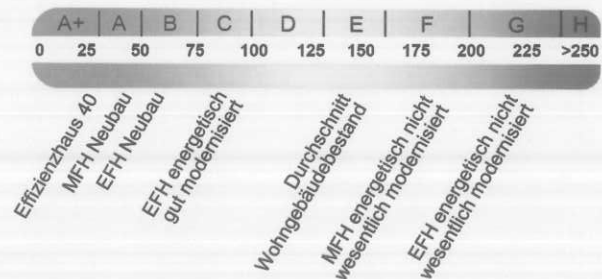 A+ A B C D E F G H
0 25 50 75 100 125 150 175 200 225 >250
Effizienzhaus 40
MFH Neubau
EFH Neubau
EFH energetisch
gut modernisiert
Durchschnitt
Wohngebäudebestand
MFH energetisch nicht
wesentlich modernisiert
EFH energetisch nicht
wesentlich modernisiert